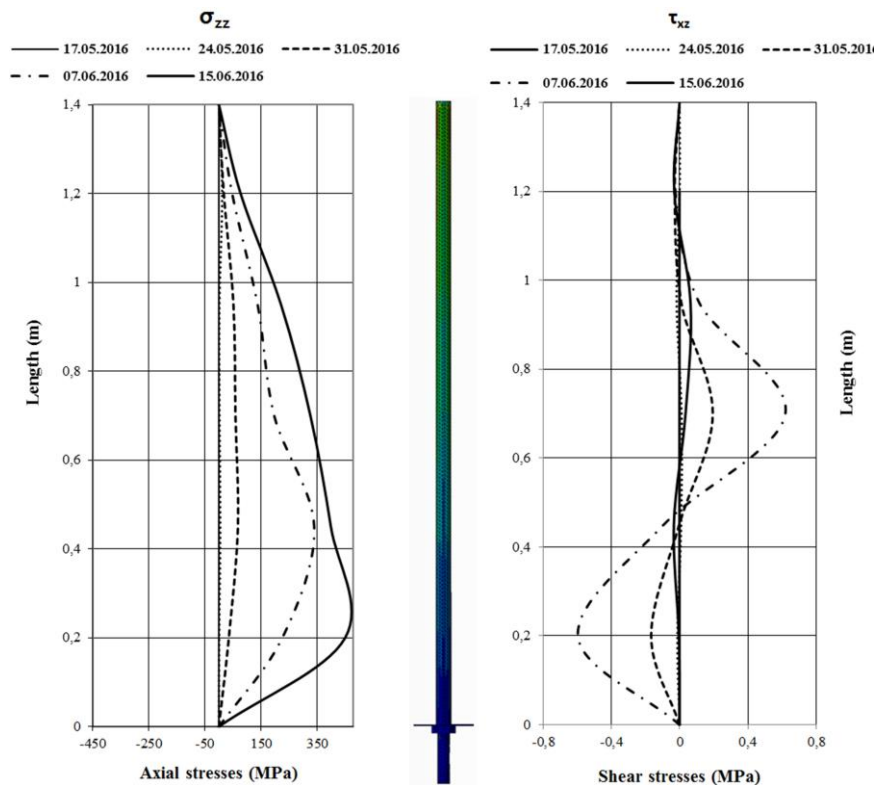 σzz
17.05.2016 24.05.2016 31.05.2016
07.06.2016 15.06.2016
1,4
1,2
1
0,8
0,6
0,4
0,2
0
Length (m)
-450 -250 -50 150 350
Axial stresses (MPa)
τxz
17.05.2016 24.05.2016 31.05.2016
07.06.2016 15.06.2016
1,4
1,2
1
0,8
0,6
0,4
0,2
0
Length (m)
-0,8 -0,4 0 0,4 0,8
Shear stresses (MPa)